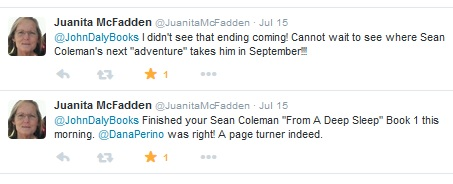 Juanita McFadden @JuanitaMcFadden · Jul 15
@JohnDalyBooks I didn't see that ending coming! Cannot wait to see where Sean
Coleman's next "adventure" takes him in September!!!
1
Juanita McFadden @JuanitaMcFadden · Jul 15
@JohnDalyBooks Finished your Sean Coleman "From A Deep Sleep" Book 1 this
morning. @DanaPerino was right! A page turner indeed.
1